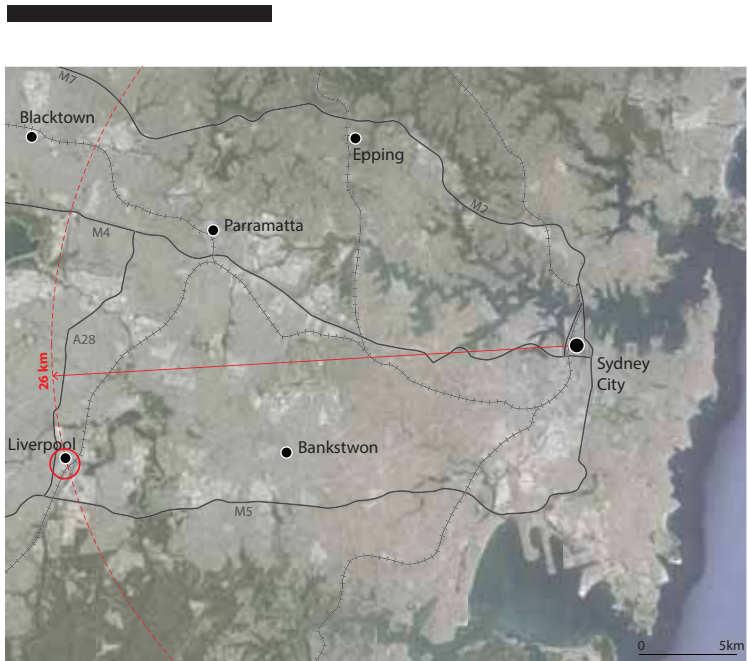 M7
Blacktown
Epping
M2
Parramatta
M4
A28
26 km
Sydney
City
Liverpool
Bankstwon
M5
0 5km